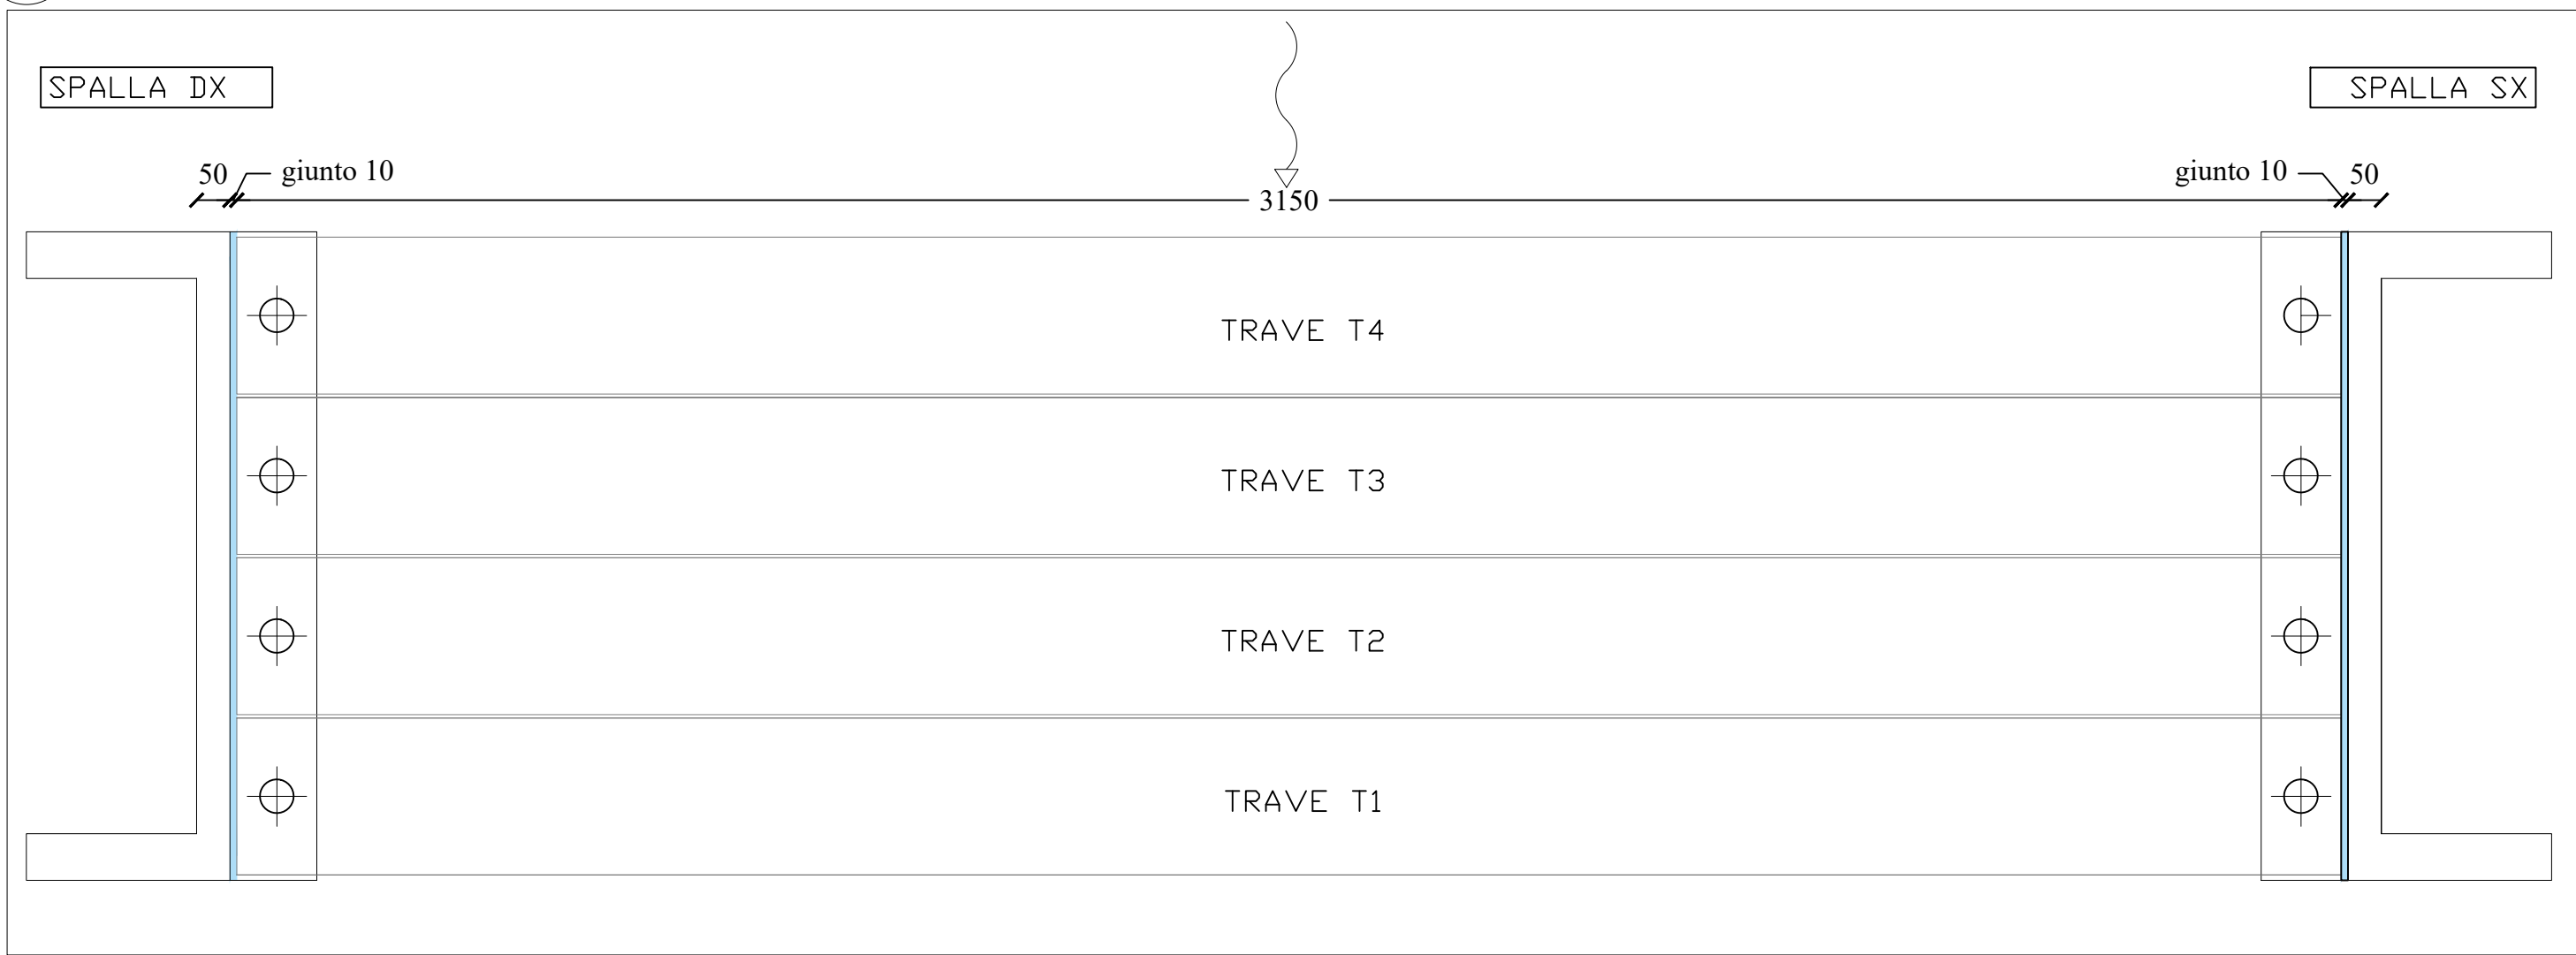 SPALLA DX
SPALLA SX
50
giunto 10
giunto 10
50
3150
TRAVE T4
TRAVE T3
TRAVE T2
TRAVE T1